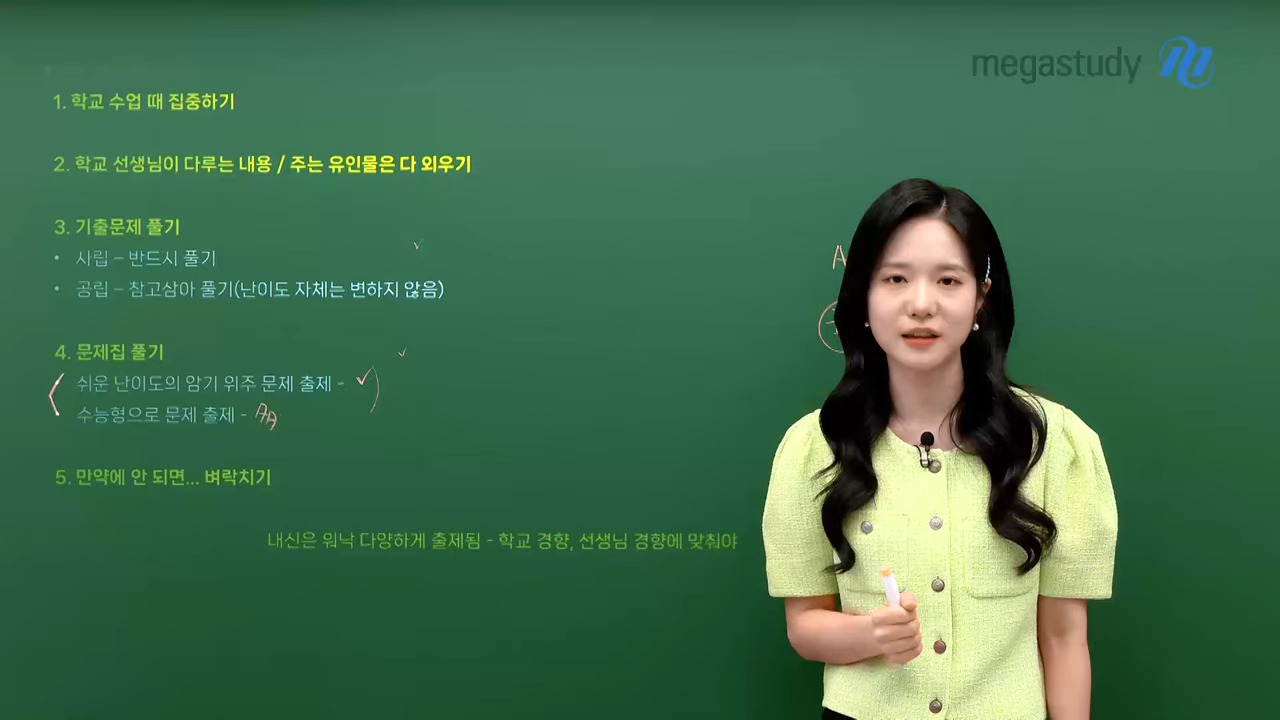 megastudy
1. 학교 수업 때 집중하기
2. 학교 선생님이 다루는 내용 / 주는 유인물은 다 외우기
3. 기출문제 풀기
• 사립 – 반드시 풀기
• 공립 – 참고삼아 풀기(난이도 자체는 변하지 않음)
4. 문제집 풀기
쉬운 난이도의 암기 위주 문제 출제 -
수능형으로 문제 출제 -
5. 만약에 안 되면... 벼락치기
내신은 워낙 다양하게 출제됨 - 학교 경향, 선생님 경향에 맞춰야